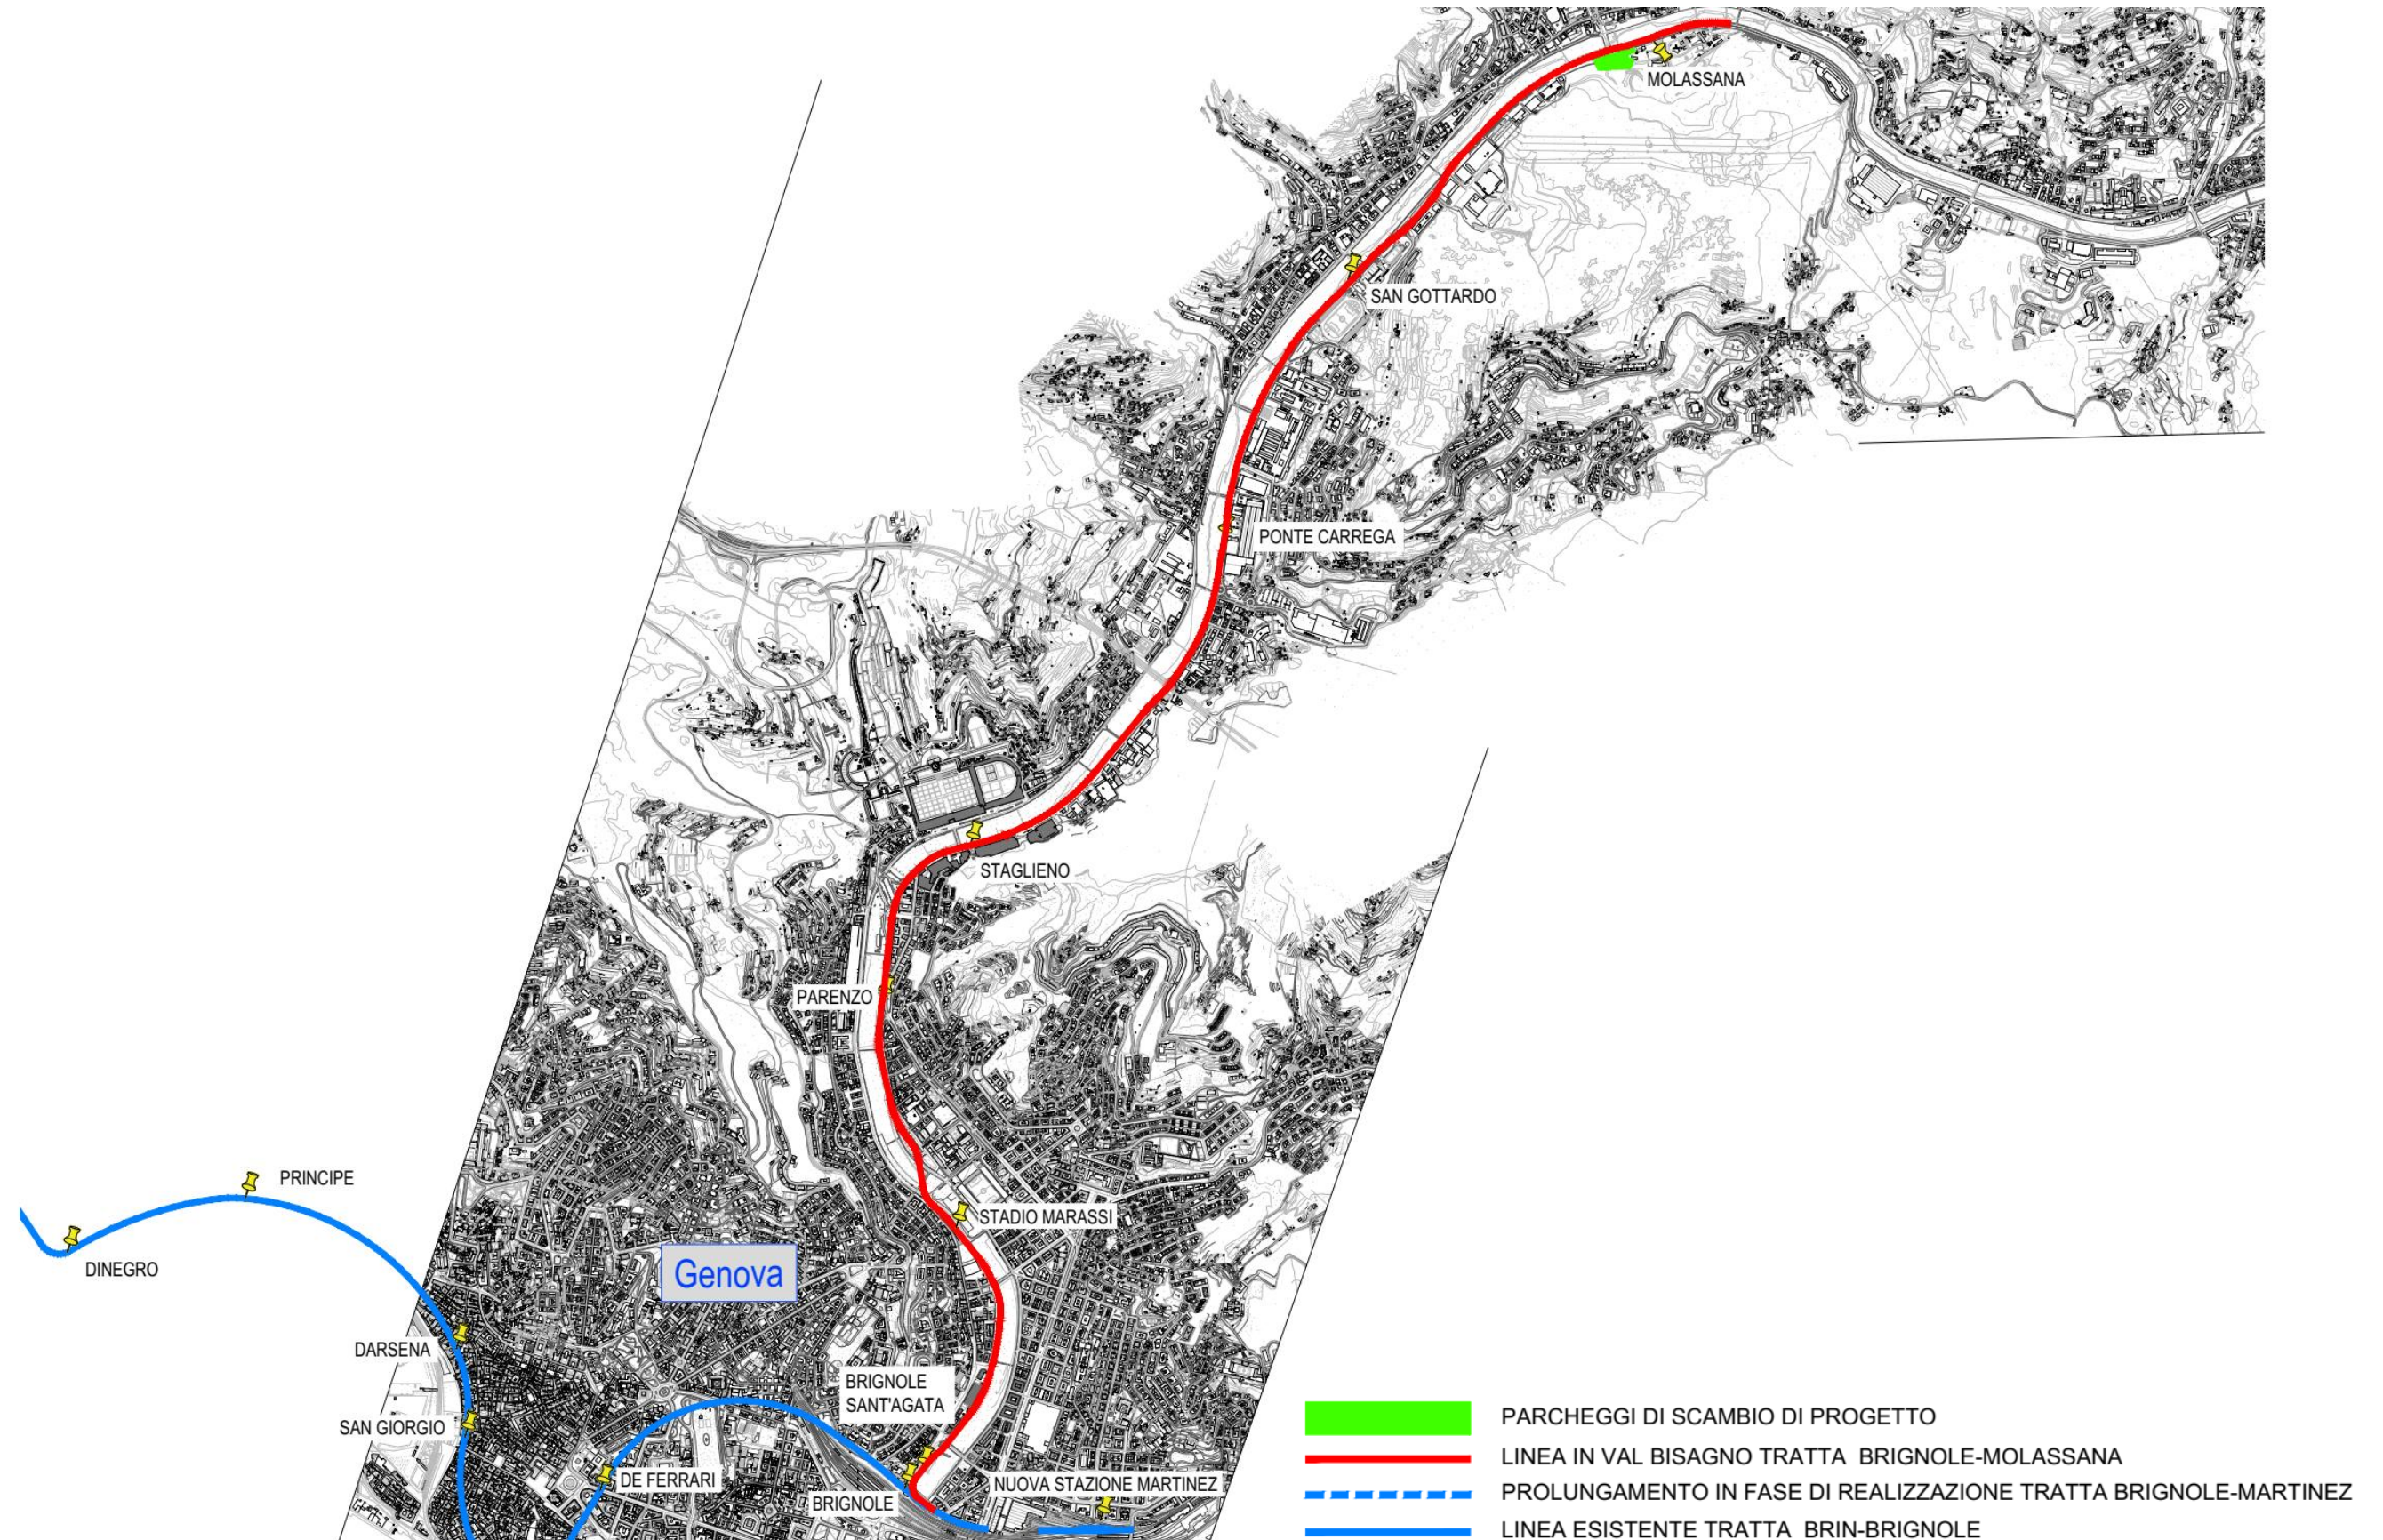 MOLASSANA
SAN GOTTARDO
PONTE CARREGA
STAGLIENO
PARENZO
PRINCIPE
STADIO MARASSI
DINEGRO
Genova
DARSENA
BRIGNOLE
SANT'AGATA
SAN GIORGIO
DE FERRARI
NUOVA STAZIONE MARTINEZ
BRIGNOLE
PARCHEGGI DI SCAMBIO DI PROGETTO
LINEA IN VAL BISAGNO TRATTA BRIGNOLE-MOLASSANA
PROLUNGAMENTO IN FASE DI REALIZZAZIONE TRATTA BRIGNOLE-MARTINEZ
LINEA ESISTENTE TRATTA BRIN-BRIGNOLE